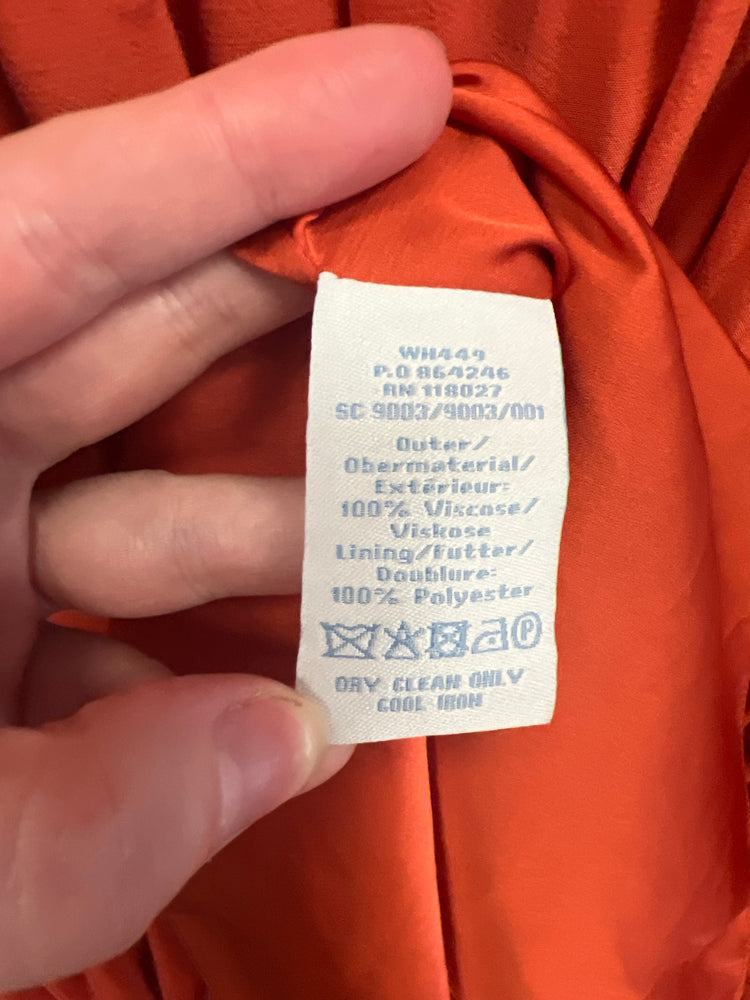 WH449
P.O 864246
RN 118027
SC 9003/9003/001
Outer/
Obermaterial/
Extérieur:
100% Viscose/
Viskose
Lining/Futter/
Doublure:
100% Polyester
P
DRY CLEAN ONLY
COOL IRON